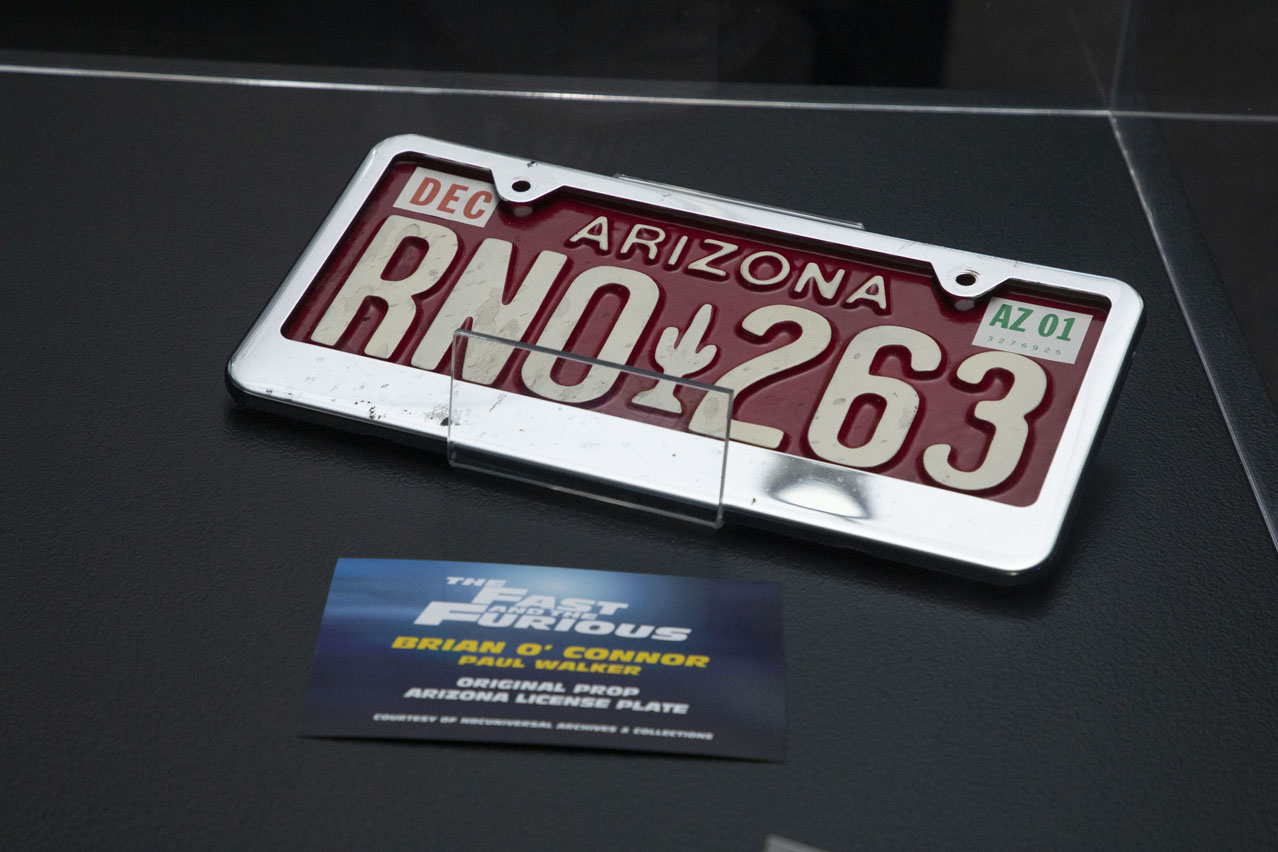 DEC
ARIZONA
AZ 01
3276925
RNO 263
THE
FAST
AND THE
FURIOUS
BRIAN O' CONNOR
PAUL WALKER
ORIGINAL PROP
ARIZONA LICENSE PLATE
COURTESY OF NBCUNIVERSAL ARCHIVES & COLLECTIONS